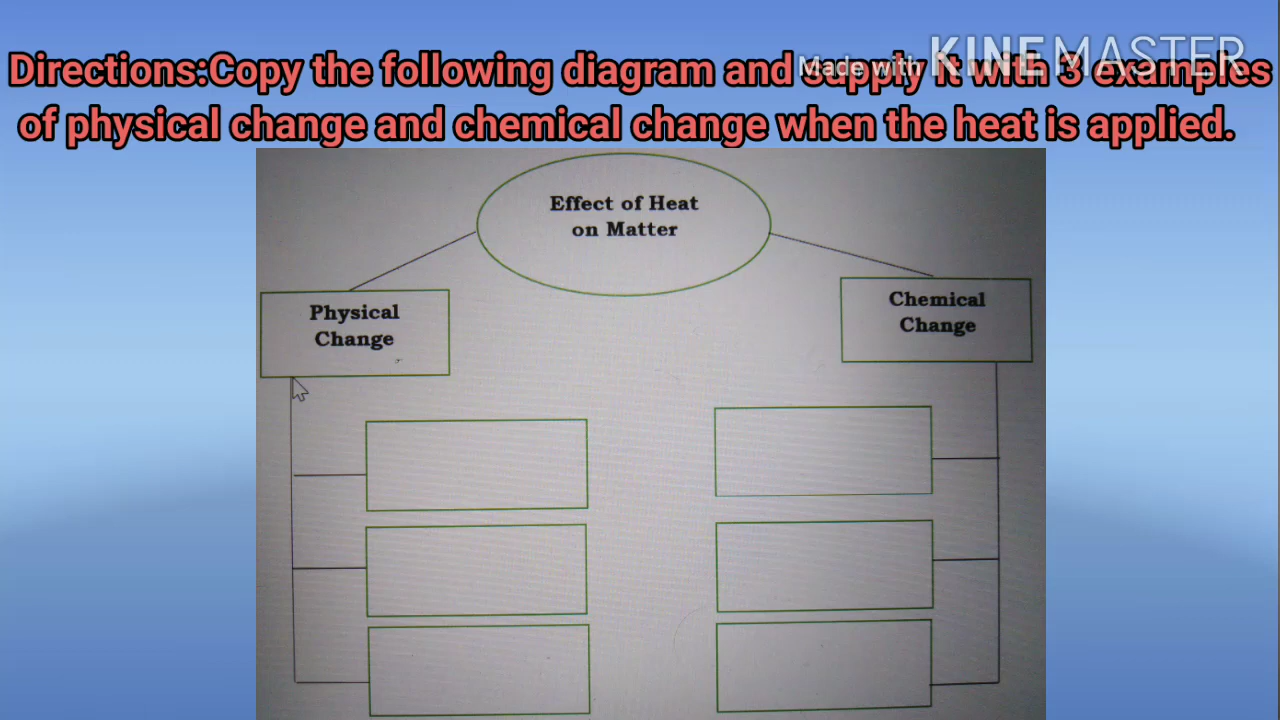 Made with KINEMASTER
Directions:Copy the following diagram and supply it with 3 examples
of physical change and chemical change when the heat is applied.
Effect of Heat
on Matter
Physical
Change
Chemical
Change